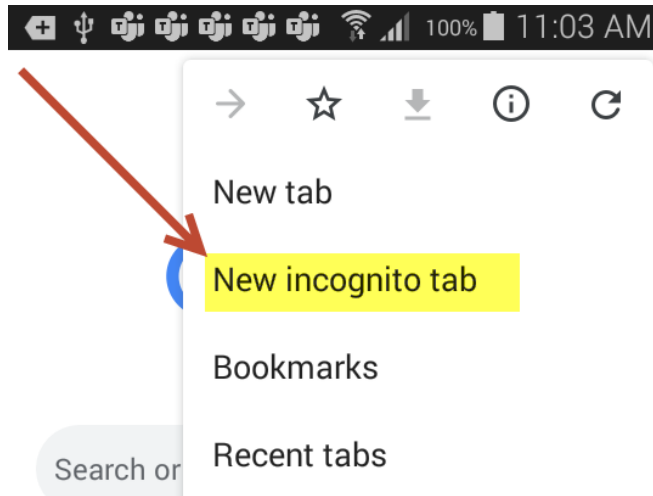 100% 11:03 AM
New tab
New incognito tab
Bookmarks
Search or
Recent tabs